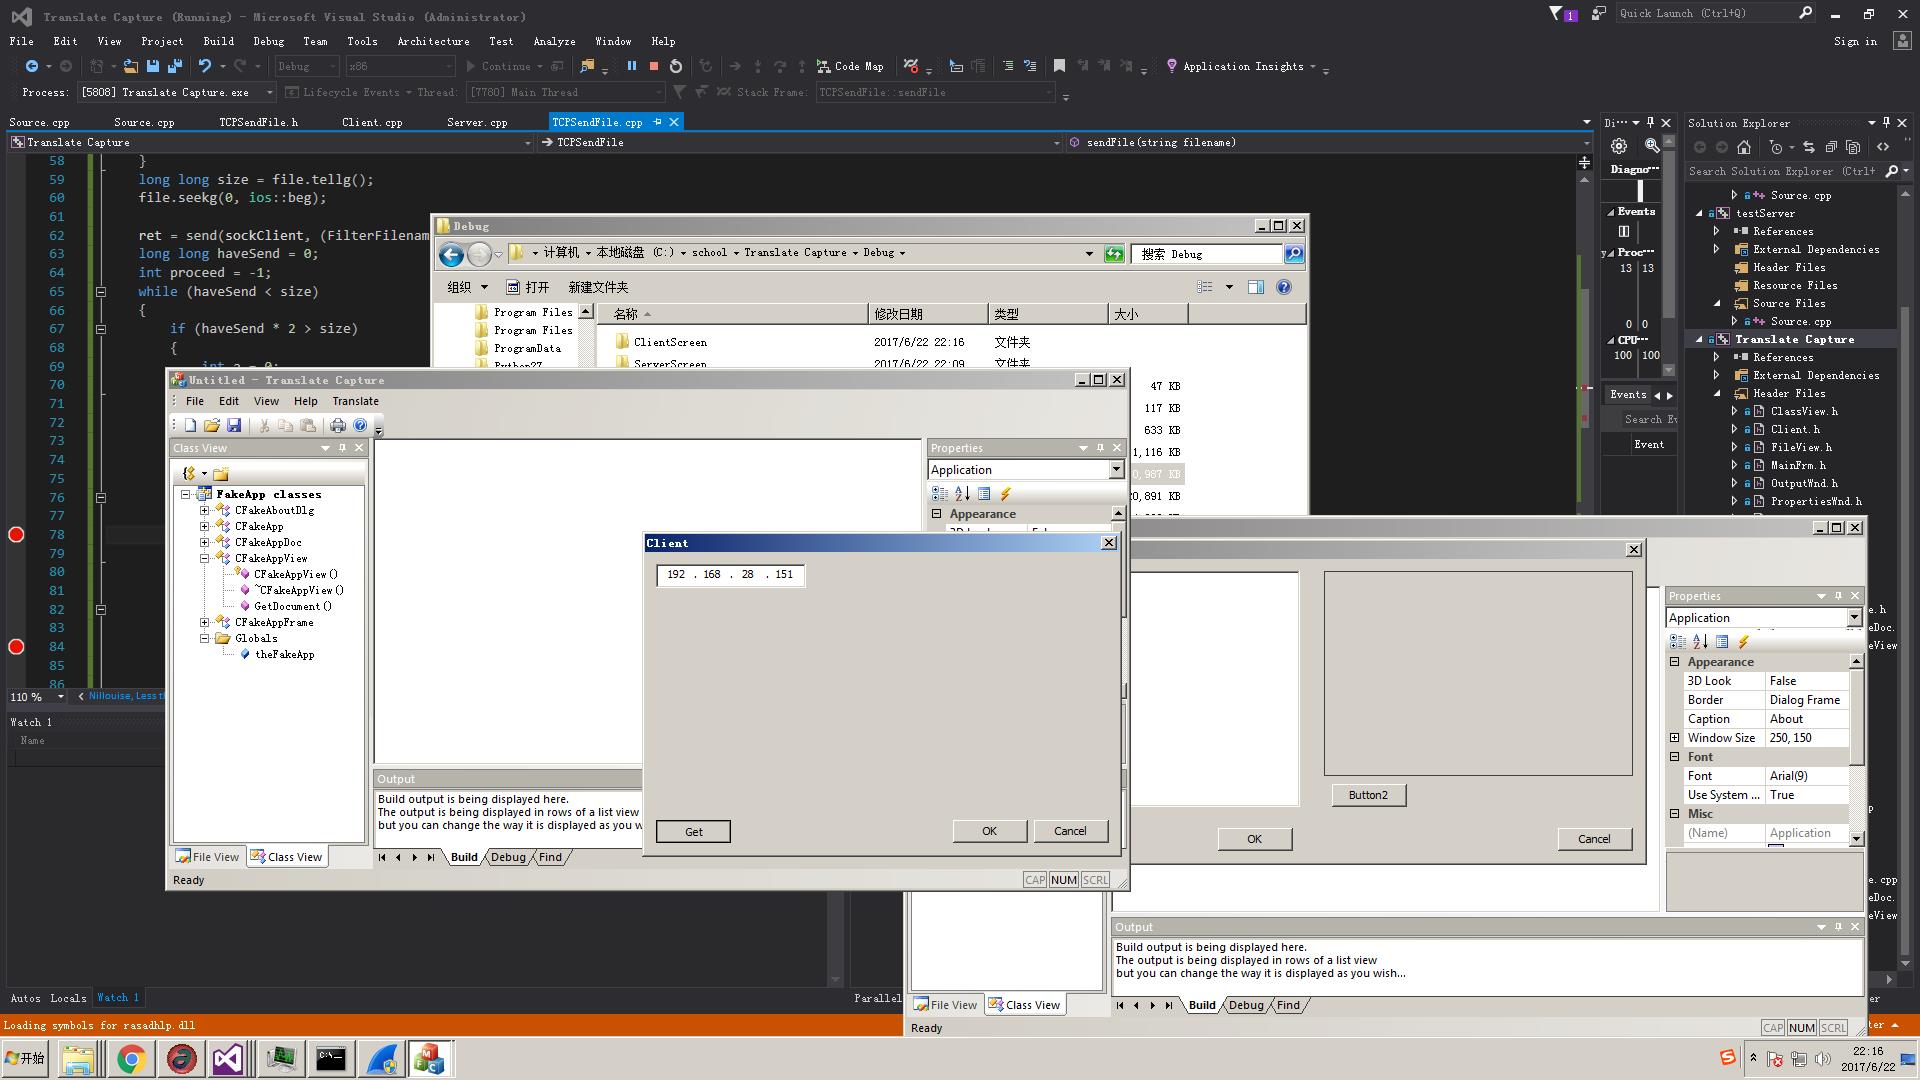 Translate Capture (Running) - Microsoft Visual Studio (Administrator)
1
Quick Launch (Ctrl+Q)
File Edit View Project Build Debug Team Tools Architecture Test Analyze Window Help
Sign in
Debug x86 Continue Code Map Application Insights
Process: [5808] Translate Capture.exe Lifecycle Events Thread: [7780] Main Thread Stack Frame: TCPSendFile::sendFile
Source.cpp Source.cpp TCPSendFile.h Client.cpp Server.cpp TCPSendFile.cpp
Translate Capture TCPSendFile sendFile(string filename)
58 }
59 long long size = file.tellg();
60 file.seekg(0, ios::beg);
61
62 ret = send(sockClient, (FilterFilenam
63 long long haveSend = 0;
64 int proceed = -1;
65 while (haveSend < size)
66 {
67 if (haveSend * 2 > size)
68 {
69
70
71
72
73
74
75
76
77
78
79
80
81
82
83
84
85
86
110 % Nillouise, Less th
Watch 1
Name
Autos Locals Watch 1
Parallel
Loading symbols for rasadhlp.dll
Debug
计算机 本地磁盘 (C:) school Translate Capture Debug
搜索 Debug
组织 打开 新建文件夹
Program Files
Program Files
ProgramData
Python27
名称 修改日期 类型 大小
ClientScreen 2017/6/22 22:16 文件夹
ServerScreen 2017/6/22 22:09 文件夹
47 KB
117 KB
633 KB
1,116 KB
0,987 KB
20,891 KB
Untitled - Translate Capture
File Edit View Help Translate
Class View
FakeApp classes
CFakeAboutDlg
CFakeApp
CFakeAppDoc
CFakeAppView
CFakeAppView()
~CFakeAppView()
GetDocument()
CFakeAppFrame
Globals
theFakeApp
File View Class View
Properties
Application
Appearance
Output
Build output is being displayed here.
The output is being displayed in rows of a list view
but you can change the way it is displayed as you w
Build Debug Find
Ready
CAP NUM SCRL
Client
192 . 168 . 28 . 151
Get OK Cancel
Button2
OK Cancel
Properties
Application
Appearance
3D Look False
Border Dialog Frame
Caption About
Window Size 250, 150
Font
Font Arial(9)
Use System ... True
Misc
(Name) Application
Output
Build output is being displayed here.
The output is being displayed in rows of a list view
but you can change the way it is displayed as you wish...
File View Class View
Build Debug Find
Ready
CAP NUM SCRL
Di···
Diagno···
Events
Proc···
13 13
0 0
CPU···
100 100
Events
Search Ev
Event
Solution Explorer
Search Solution Explorer (Ctrl+
Source.cpp
testServer
References
External Dependencies
Header Files
Resource Files
Source Files
Source.cpp
Translate Capture
References
External Dependencies
Header Files
ClassView.h
Client.h
FileView.h
MainFrm.h
OutputWnd.h
PropertiesWnd.h
开始
22:16
2017/6/22